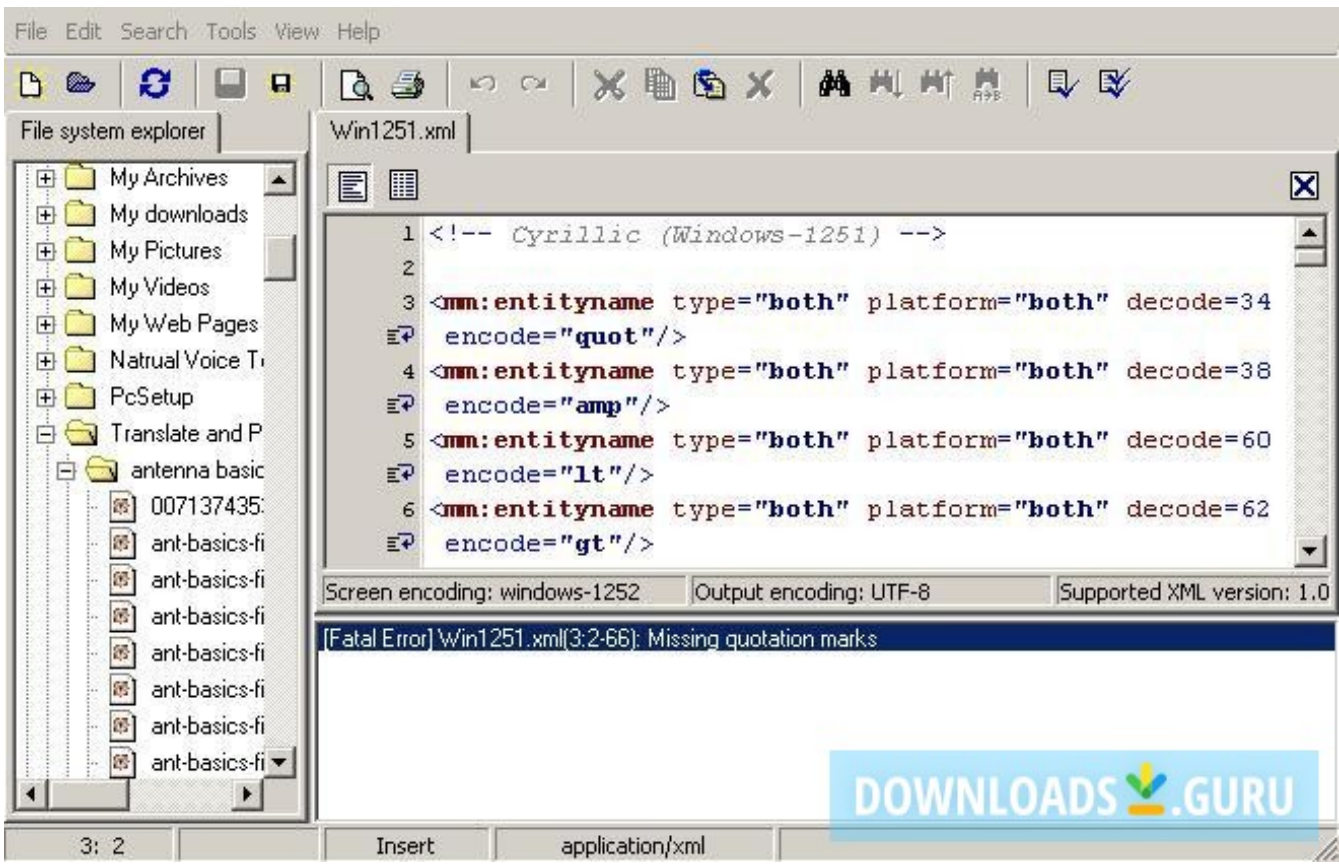 File Edit Search Tools View Help
File system explorer
Win1251.xml
My Archives
My downloads
My Pictures
My Videos
My Web Pages
Natrual Voice T
PcSetup
Translate and P
antenna basic
007137435
ant-basics-fi
ant-basics-fi
ant-basics-fi
ant-basics-fi
ant-basics-fi
ant-basics-fi
ant-basics-fi
1 <!-- Cyrillic (Windows-1251) -->
2
3 <mm:entityname type="both" platform="both" decode=34
encode="quot"/>
4 <mm:entityname type="both" platform="both" decode=38
encode="amp"/>
5 <mm:entityname type="both" platform="both" decode=60
encode="lt"/>
6 <mm:entityname type="both" platform="both" decode=62
encode="gt"/>
Screen encoding: windows-1252 Output encoding: UTF-8 Supported XML version: 1.0
[Fatal Error] Win1251.xml(3:2-66): Missing quotation marks
DOWNLOADS .GURU
3: 2 Insert application/xml